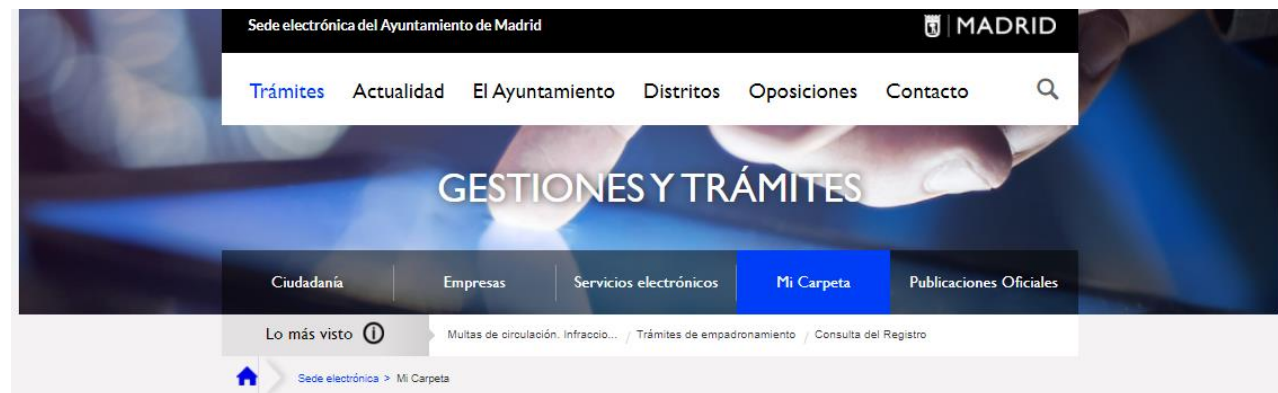 Sede electrónica del Ayuntamiento de Madrid MADRID
Trámites Actualidad El Ayuntamiento Distritos Oposiciones Contacto
GESTIONES Y TRÁMITES
Ciudadanía Empresas Servicios electrónicos Mi Carpeta Publicaciones Oficiales
Lo más visto Multas de circulación. Infraccio... / Trámites de empadronamiento / Consulta del Registro
Sede electrónica > Mi Carpeta